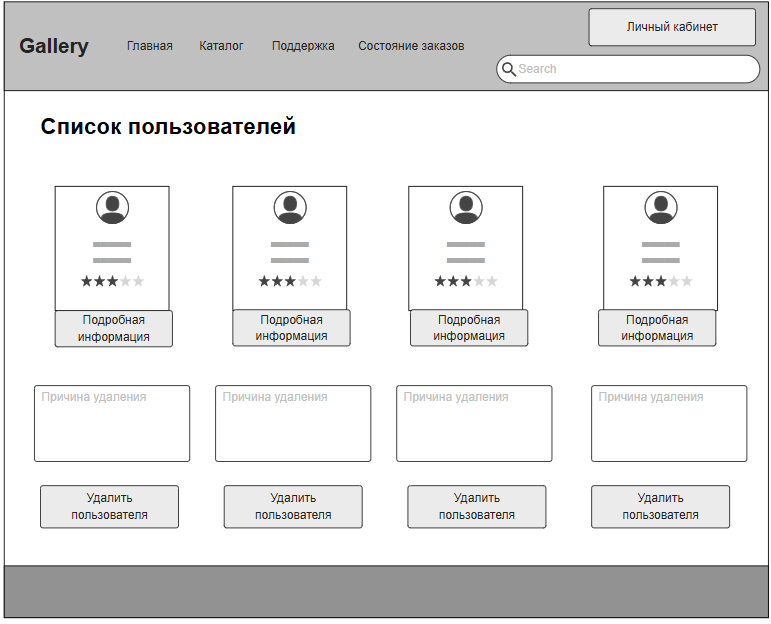 Личный кабинет
Gallery
Главная
Каталог
Поддержка
Состояние заказов
Search
Список пользователей
Подробная
информация
Подробная
информация
Подробная
информация
Подробная
информация
Причина удаления
Причина удаления
Причина удаления
Причина удаления
Удалить
пользователя
Удалить
пользователя
Удалить
пользователя
Удалить
пользователя